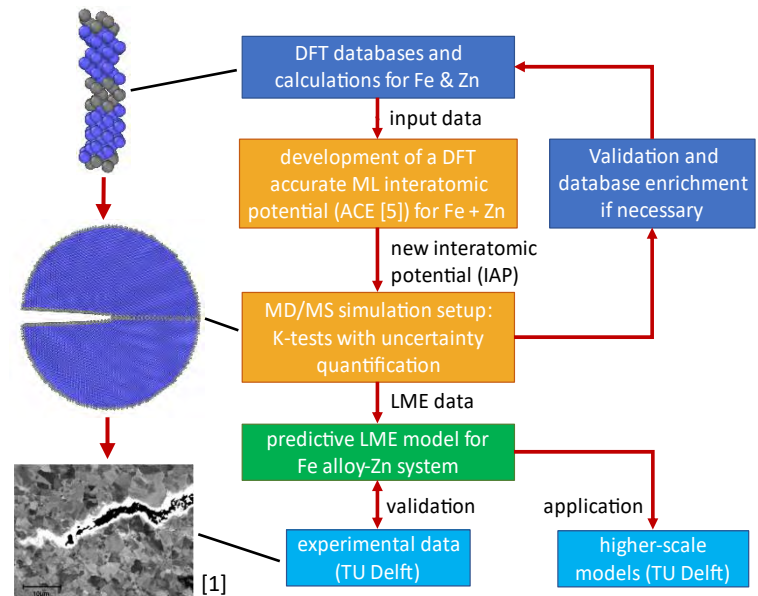 DFT databases and
calculations for Fe & Zn
input data
development of a DFT
accurate ML interatomic
potential (ACE [5]) for Fe + Zn
Validation and
database enrichment
if necessary
new interatomic
potential (IAP)
MD/MS simulation setup:
K-tests with uncertainty
quantification
LME data
predictive LME model for
Fe alloy-Zn system
validation
application
experimental data
(TU Delft)
higher-scale
models (TU Delft)
10µm
[1]